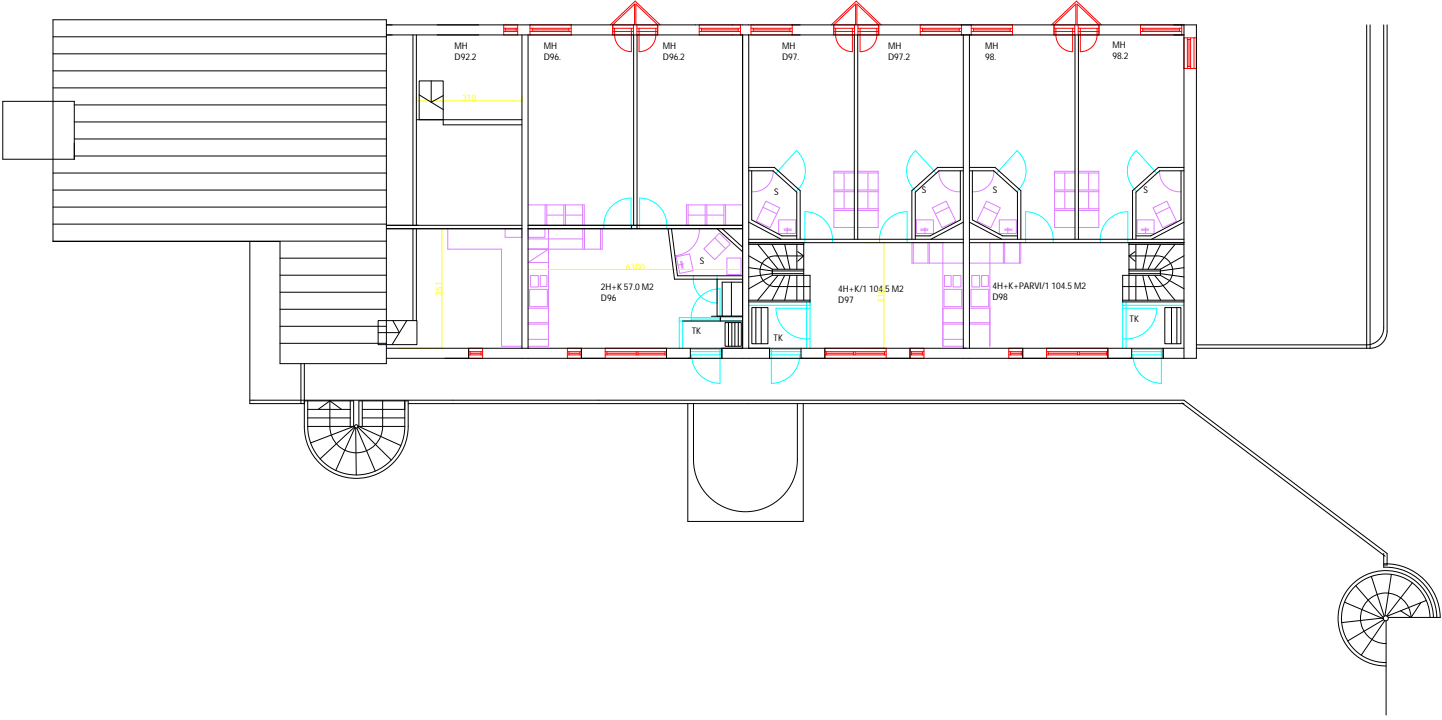 MH
D92.2
MH
D96.
MH
D96.2
MH
D97.
MH
D97.2
MH
98.
MH
98.2
310
S
S
S
S
S
2H+K 57.0 M2
D96
4H+K/1 104.5 M2
D97
4H+K+PARVI/1 104.5 M2
D98
TK
TK
TK